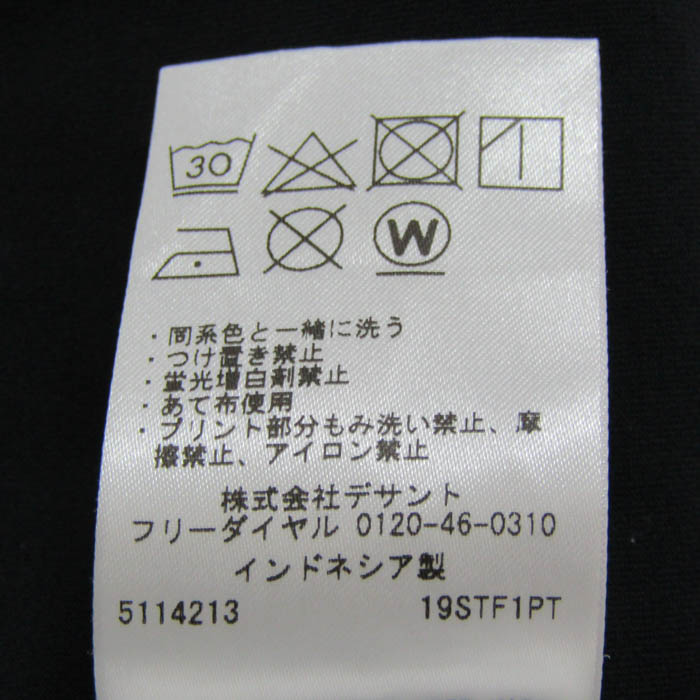 30
W
・同系色と一緒に洗う
・つけ置き禁止
・蛍光増白剤禁止
・あて布使用
・プリント部分もみ洗い禁止、摩
擦禁止、アイロン禁止
株式会社デサント
フリーダイヤル 0120-46-0310
インドネシア製
5114213 19STF1PT